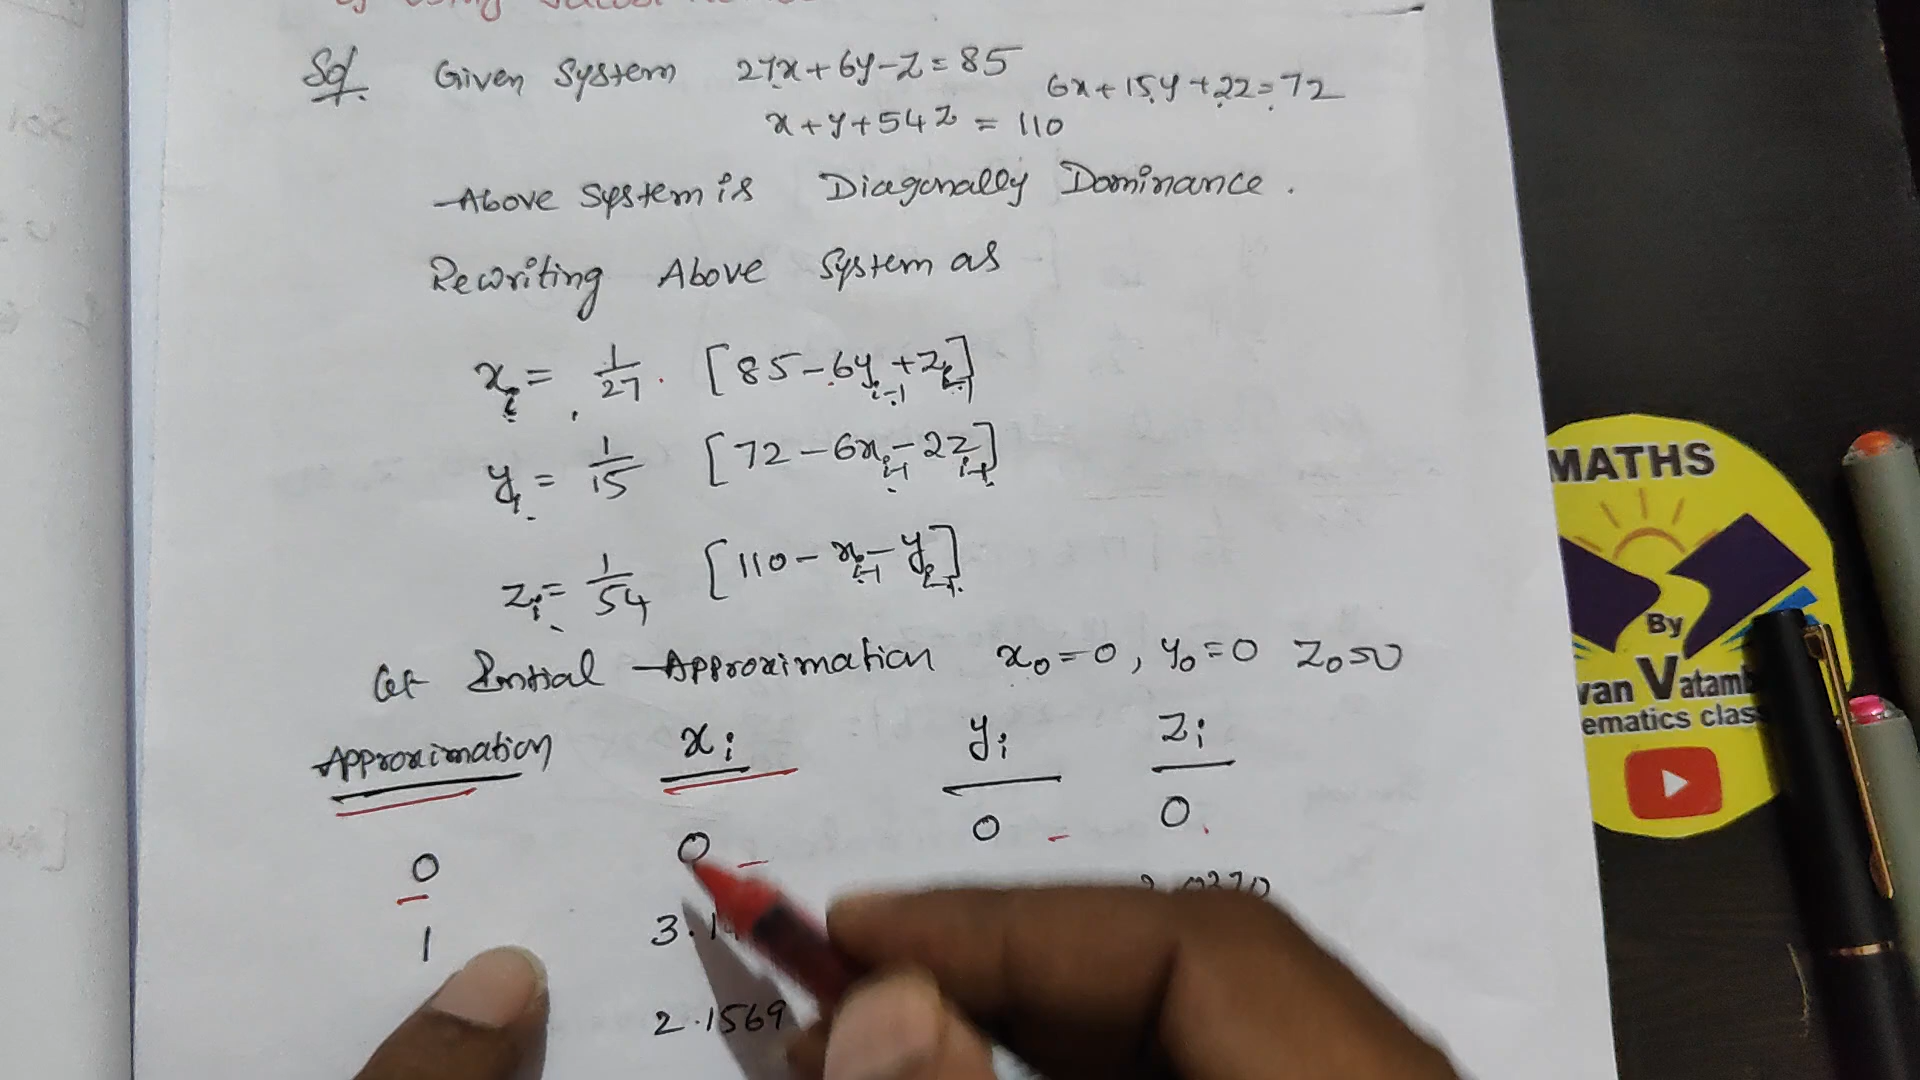 by using Jacobi
Sol. Given System 27x+6y-z=85 6x+15y+2z=72
x+y+54z = 110
Above System is Diagonally Dominance.
Rewriting Above System as
xᵢ = 1/27 [85-6yᵢ₋₁+zᵢ₋₁]
yᵢ = 1/15 [72-6xᵢ₋₁-2zᵢ₋₁]
zᵢ = 1/54 [110-xᵢ₋₁-yᵢ₋₁]
Let Initial Approximation x₀=0, y₀=0 z₀=0
Approximation xᵢ yᵢ zᵢ
0 0 0 0
1 3.1
2.1569
MATHS
By
Vatam
ematics clas